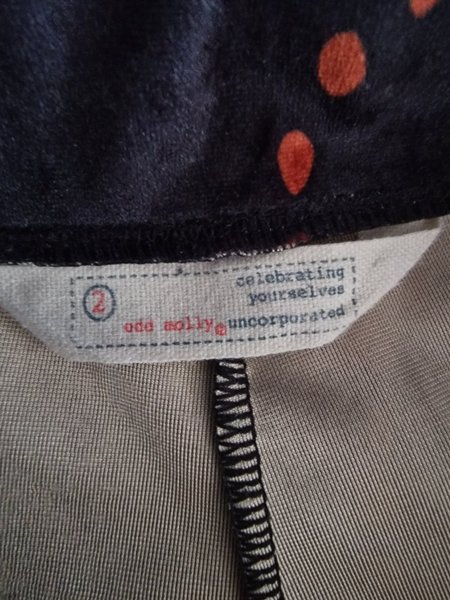 2
celebrating
yourselves
odd molly® uncorporated